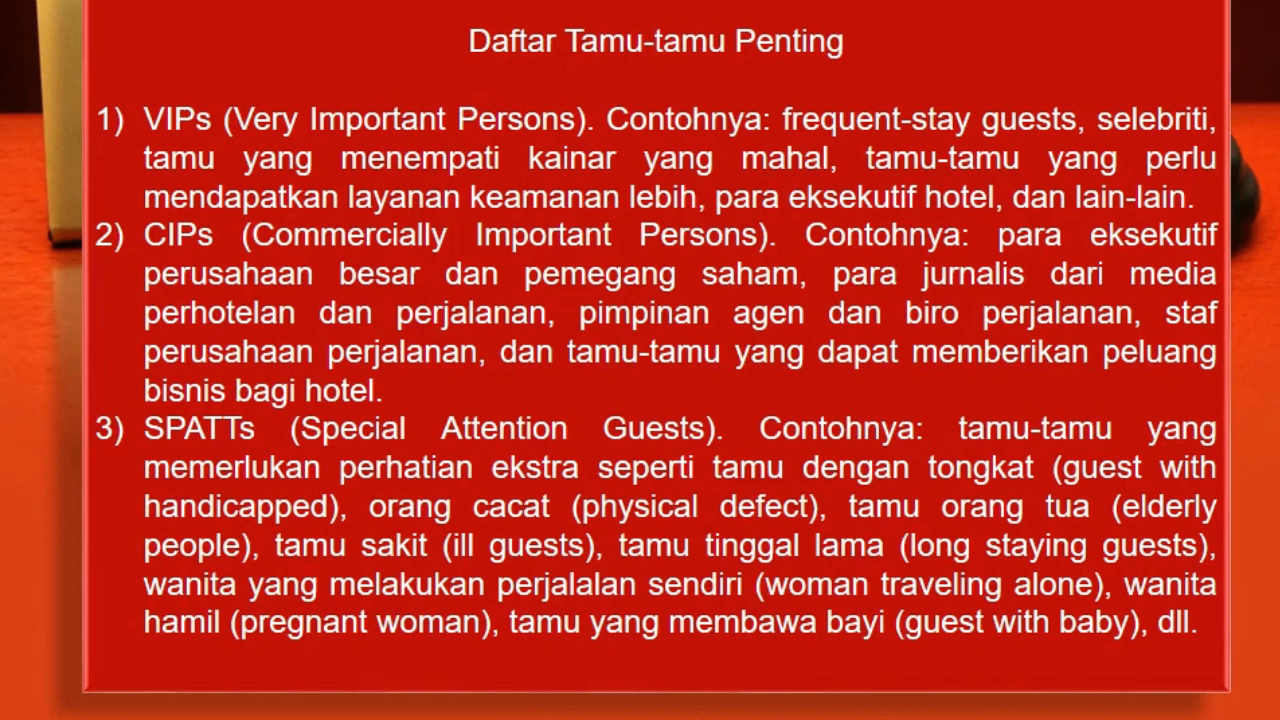 Daftar Tamu-tamu Penting
1) VIPs (Very Important Persons). Contohnya: frequent-stay guests, selebriti,
tamu yang menempati kainar yang mahal, tamu-tamu yang perlu
mendapatkan layanan keamanan lebih, para eksekutif hotel, dan lain-lain.
2) CIPs (Commercially Important Persons). Contohnya: para eksekutif
perusahaan besar dan pemegang saham, para jurnalis dari media
perhotelan dan perjalanan, pimpinan agen dan biro perjalanan, staf
perusahaan perjalanan, dan tamu-tamu yang dapat memberikan peluang
bisnis bagi hotel.
3) SPATTs (Special Attention Guests). Contohnya: tamu-tamu yang
memerlukan perhatian ekstra seperti tamu dengan tongkat (guest with
handicapped), orang cacat (physical defect), tamu orang tua (elderly
people), tamu sakit (ill guests), tamu tinggal lama (long staying guests),
wanita yang melakukan perjalalan sendiri (woman traveling alone), wanita
hamil (pregnant woman), tamu yang membawa bayi (guest with baby), dll.